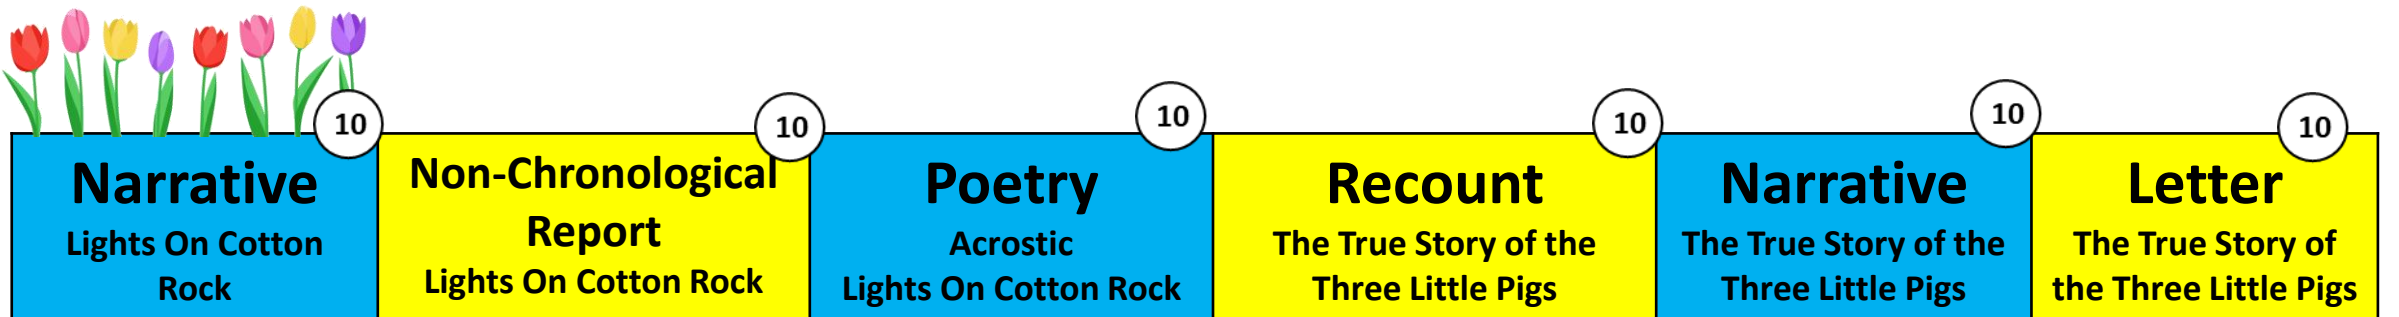 10
Narrative
Lights On Cotton
Rock
10
Non-Chronological
Report
Lights On Cotton Rock
10
Poetry
Acrostic
Lights On Cotton Rock
10
Recount
The True Story of the
Three Little Pigs
10
Narrative
The True Story of the
Three Little Pigs
10
Letter
The True Story of
the Three Little Pigs